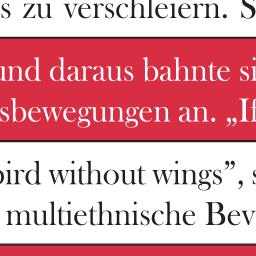 s zu verschleiern. S
und daraus bahnte si
sbewegungen an. „If
bird without wings”, s
multiethnische Bev